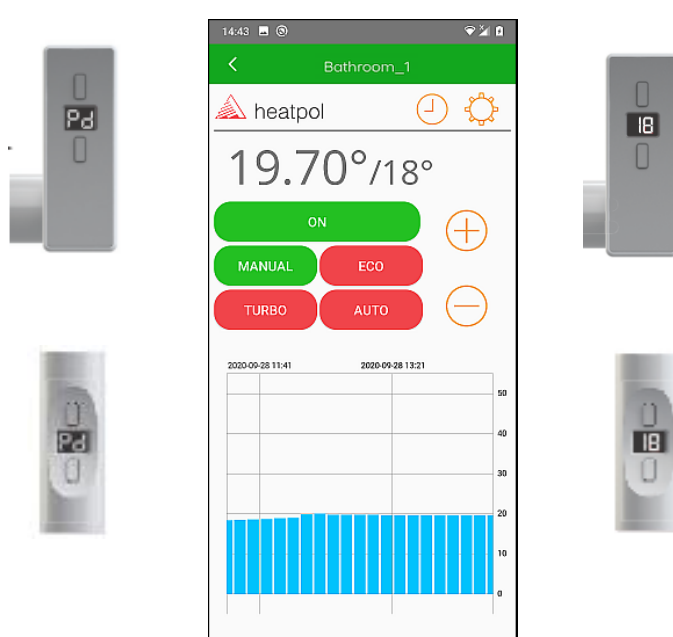 14:43
Bathroom_1
heatpol
Pd
18
19.70°/18°
ON
MANUAL ECO
TURBO AUTO
2020-09-28 11:41 2020-09-28 13:21
50
40
30
20
10
0
Pd
18